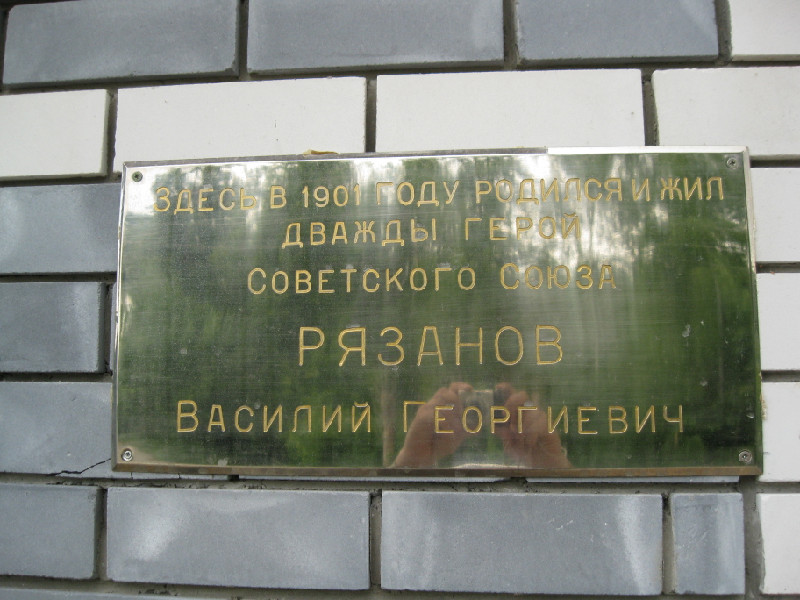 ЗДЕСЬ В 1901 ГОДУ РОДИЛСЯ И ЖИЛ
ДВАЖДЫ ГЕРОЙ
СОВЕТСКОГО СОЮЗА
РЯЗАНОВ
ВАСИЛИЙ ГЕОРГИЕВИЧ